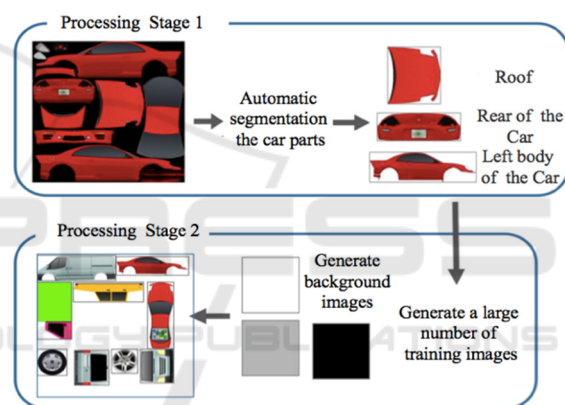 Processing Stage 1
Automatic
segmentation
the car parts
Roof
Rear of the
Car
Left body
of the Car
Processing Stage 2
Generate
background
images
Generate a large
number of
training images